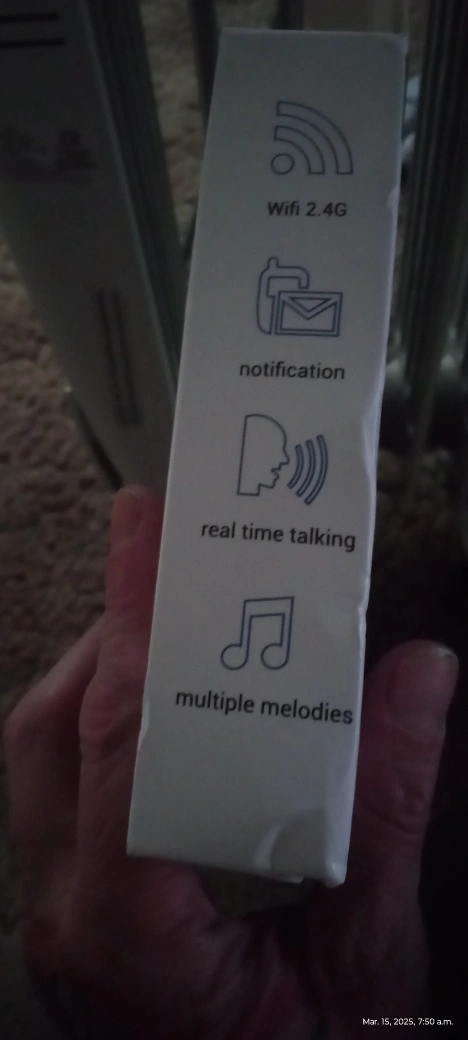 Wifi 2.4G
notification
real time talking
multiple melodies
Mar. 15, 2025, 7:50 a.m.